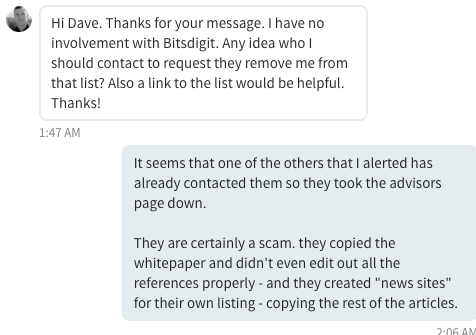 Hi Dave. Thanks for your message. I have no
involvement with Bitsdigit. Any idea who I
should contact to request they remove me from
that list? Also a link to the list would be helpful.
Thanks!
1:47 AM
It seems that one of the others that I alerted has
already contacted them so they took the advisors
page down.
They are certainly a scam. they copied the
whitepaper and didn't even edit out all the
references properly - and they created "news sites"
for their own listing - copying the rest of the articles.
2:06 AM